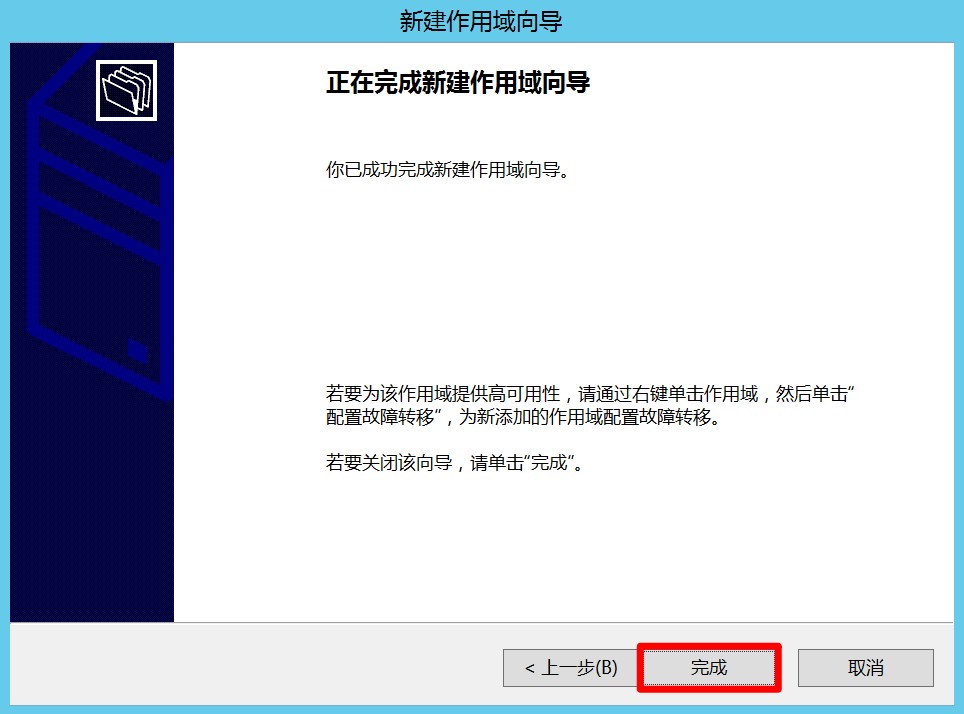 新建作用域向导
正在完成新建作用域向导
你已成功完成新建作用域向导。
若要为该作用域提供高可用性，请通过右键单击作用域，然后单击“
配置故障转移”，为新添加的作用域配置故障转移。
若要关闭该向导，请单击“完成”。
< 上一步(B)
完成
取消